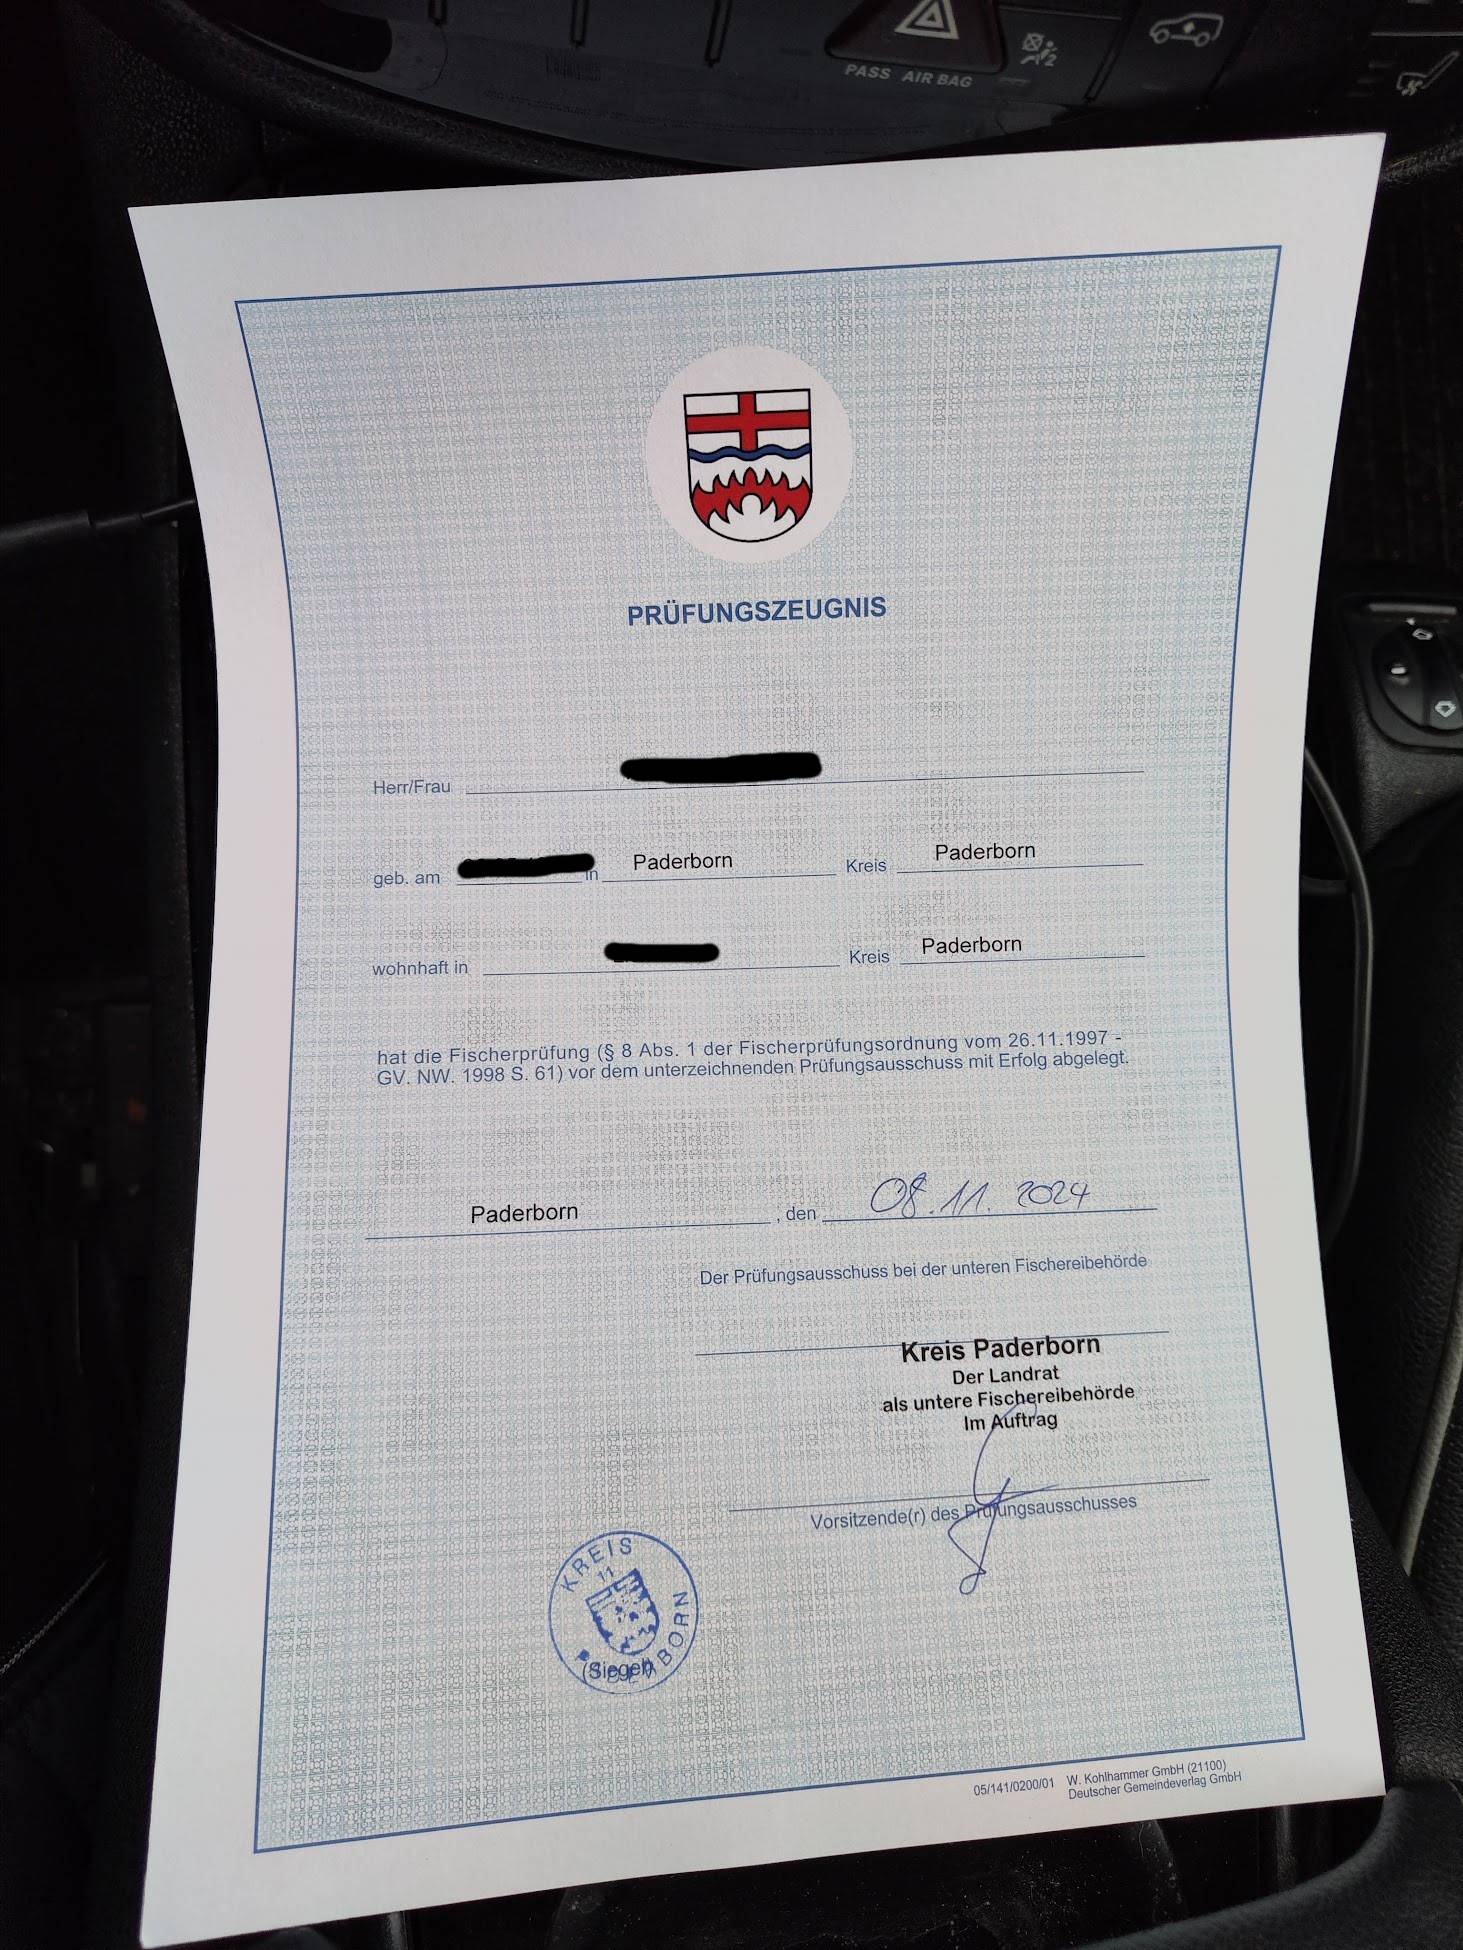 PASS AIR BAG
2
PRÜFUNGSZEUGNIS
Herr/Frau
geb. am in Paderborn Kreis Paderborn
wohnhaft in Kreis Paderborn
hat die Fischerprüfung (§ 8 Abs. 1 der Fischerprüfungsordnung vom 26.11.1997 -
GV. NW. 1998 S. 61) vor dem unterzeichnenden Prüfungsausschuss mit Erfolg abgelegt.
Paderborn , den 08.11.2024
Der Prüfungsausschuss bei der unteren Fischereibehörde
Kreis Paderborn
Der Landrat
als untere Fischereibehörde
Im Auftrag
Vorsitzende(r) des Prüfungsausschusses
KREIS
11
PADERBORN
(Siegel)
05/141/0200/01 W. Kohlhammer GmbH (21100)
Deutscher Gemeindeverlag GmbH